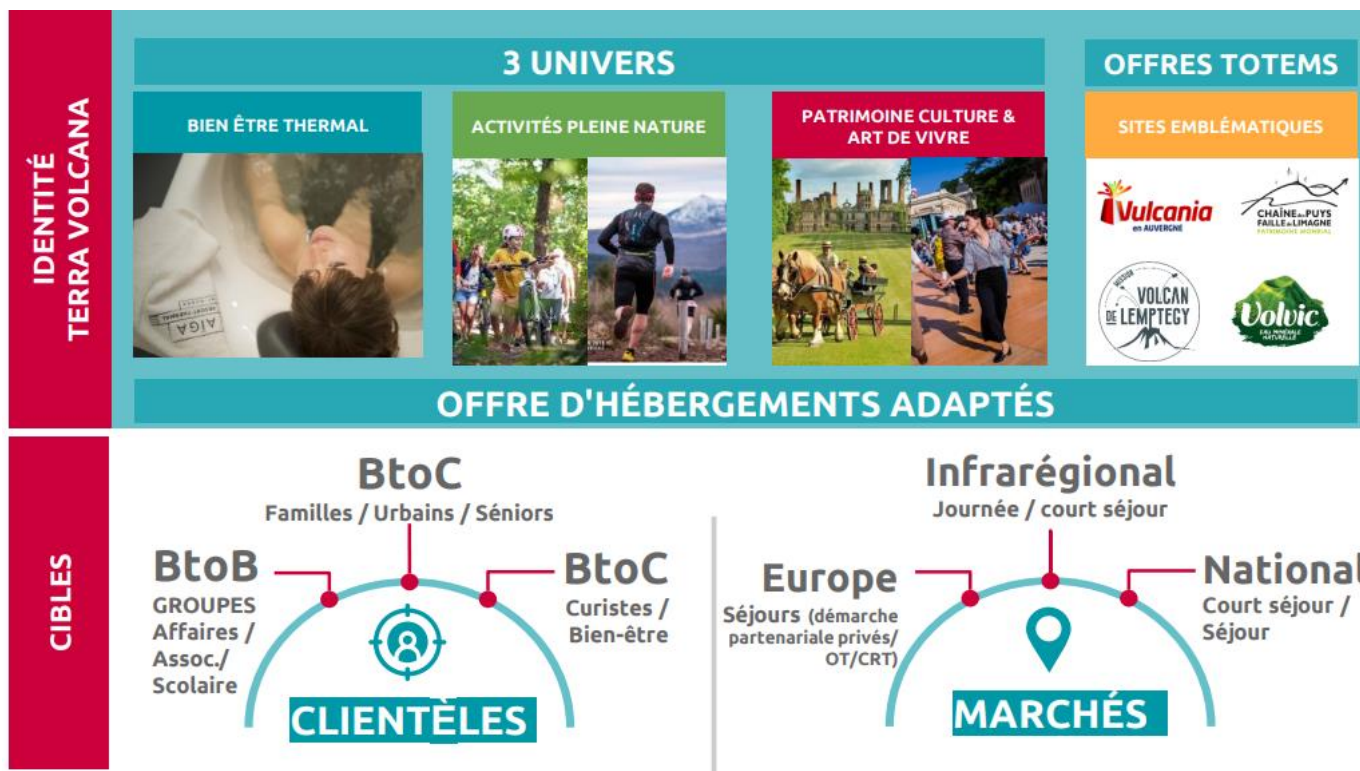 IDENTITÉ
TERRA VOLCANA
3 UNIVERS
OFFRES TOTEMS
BIEN ÊTRE THERMAL
ACTIVITÉS PLEINE NATURE
PATRIMOINE CULTURE &
ART DE VIVRE
SITES EMBLÉMATIQUES
AÏGA
Vulcania
en AUVERGNE
CHAÎNE DES PUYS
FAILLE DE LIMAGNE
PATRIMOINE MONDIAL
MISSION
VOLCAN
DE LEMPTEGY
Volvic
EAU MINÉRALE
NATURELLE
OFFRE D'HÉBERGEMENTS ADAPTÉS
CIBLES
BtoC
Familles / Urbains / Séniors
BtoB
GROUPES
Affaires /
Assoc./
Scolaire
BtoC
Curistes /
Bien-être
CLIENTÈLES
Infrarégional
Journée / court séjour
Europe
Séjours (démarche
partenariale privés/
OT/CRT)
National
Court séjour /
Séjour
MARCHÉS